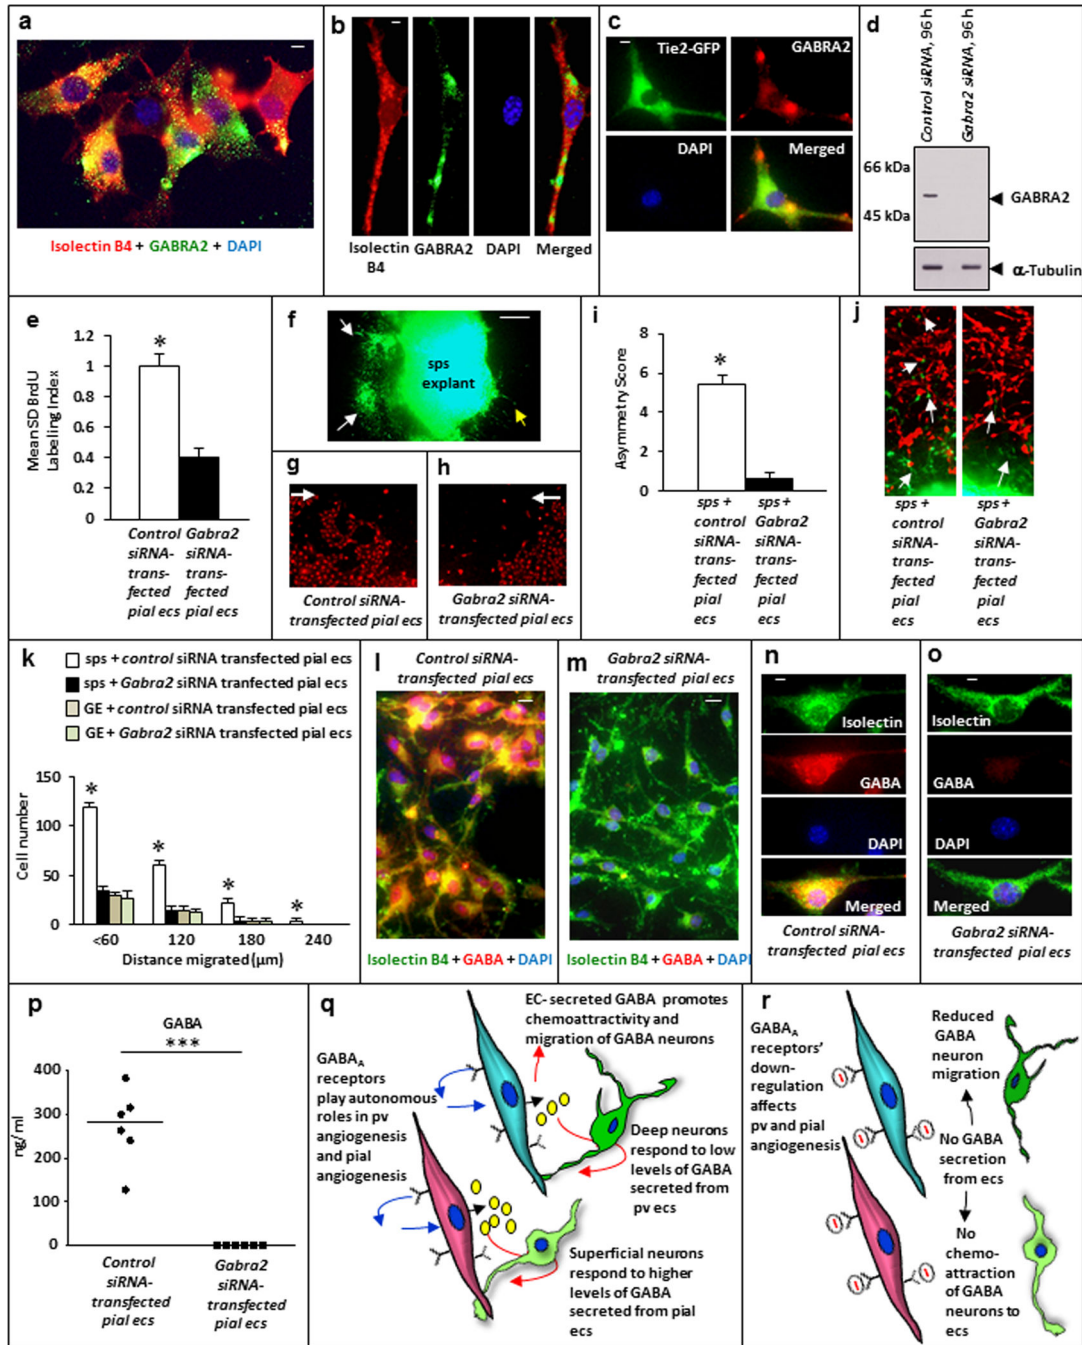 a
Isolectin B4 + GABRA2 + DAPI
b
Isolectin B4
GABRA2
DAPI
Merged
c
Tie2-GFP
GABRA2
DAPI
Merged
d
Control siRNA, 96 h
Gabra2 siRNA, 96 h
66 kDa
45 kDa
GABRA2
α-Tubulin
e
Mean SD BrdU
Labeling Index
1.2
1
0.8
0.6
0.4
0.2
0
*
Control
siRNA-
trans-
fected
pial ecs
Gabra2
siRNA-
trans-
fected
pial ecs
f
sps
explant
g
Control siRNA-
transfected pial ecs
h
Gabra2 siRNA-
transfected pial ecs
i
Asymmetry Score
8
6
4
2
0
*
sps +
control
siRNA-
trans-
fected
pial
ecs
sps +
Gabra2
siRNA-
trans-
fected
pial
ecs
j
sps +
control
siRNA-
trans-
fected
pial
ecs
sps +
Gabra2
siRNA-
trans-
fected
pial
ecs
k
sps + control siRNA transfected pial ecs
sps + Gabra2 siRNA tranfected pial ecs
GE + control siRNA transfected pial ecs
GE + Gabra2 siRNA transfected pial ecs
Cell number
150
100
50
0
*
*
*
*
<60
120
180
240
Distance migrated (µm)
l
Control siRNA-
transfected pial ecs
Isolectin B4 + GABA + DAPI
m
Gabra2 siRNA-
transfected pial ecs
Isolectin B4 + GABA + DAPI
n
Isolectin
GABA
DAPI
Merged
Control siRNA-
transfected pial ecs
o
Isolectin
GABA
DAPI
Merged
Gabra2 siRNA-
transfected pial ecs
p
GABA
***
ng/ml
400
300
200
100
0
Control
siRNA-
transfected
pial ecs
Gabra2
siRNA-
transfected
pial ecs
q
EC- secreted GABA promotes
chemoattractivity and
migration of GABA neurons
GABAA
receptors
play autonomous
roles in pv
angiogenesis
and pial
angiogenesis
Deep neurons
respond to low
levels of GABA
secreted from
pv ecs
Superficial neurons
respond to higher
levels of GABA
secreted from pial
ecs
r
GABAA
receptors'
down-
regulation
affects
pv and pial
angiogenesis
Reduced
GABA
neuron
migration
No GABA
secretion
from ecs
No
chemo-
attraction
of GABA
neurons to
ecs